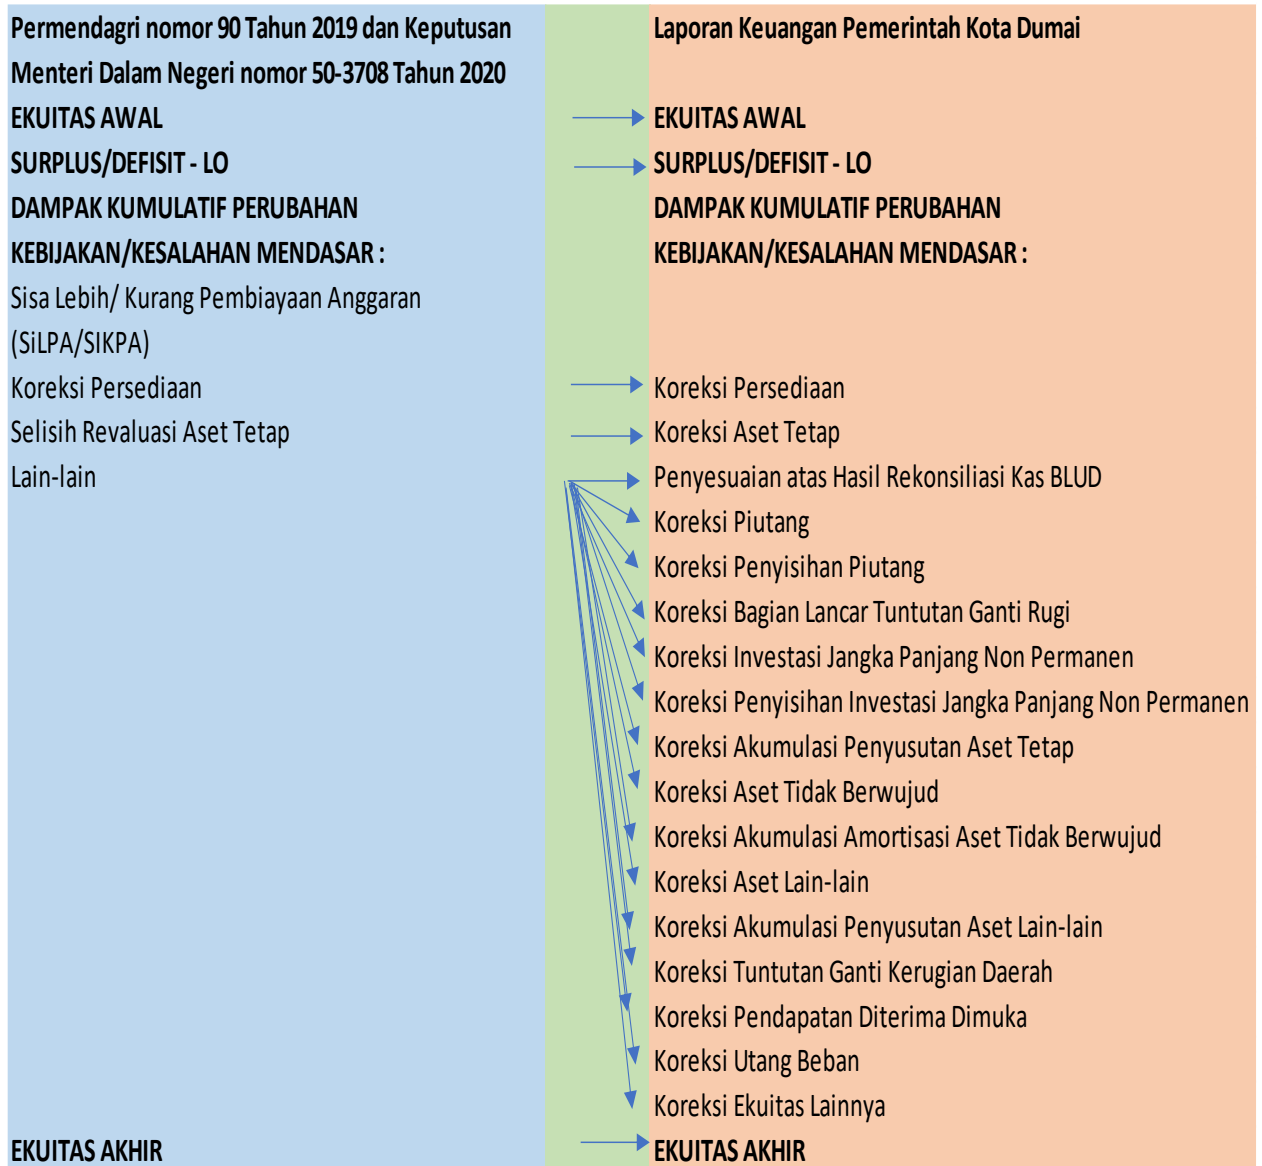 Permendagri nomor 90 Tahun 2019 dan Keputusan
Menteri Dalam Negeri nomor 50-3708 Tahun 2020
EKUITAS AWAL
SURPLUS/DEFISIT - LO
DAMPAK KUMULATIF PERUBAHAN
KEBIJAKAN/KESALAHAN MENDASAR :
Sisa Lebih/ Kurang Pembiayaan Anggaran
(SiLPA/SIKPA)
Koreksi Persediaan
Selisih Revaluasi Aset Tetap
Lain-lain
EKUITAS AKHIR
Laporan Keuangan Pemerintah Kota Dumai
EKUITAS AWAL
SURPLUS/DEFISIT - LO
DAMPAK KUMULATIF PERUBAHAN
KEBIJAKAN/KESALAHAN MENDASAR :
Koreksi Persediaan
Koreksi Aset Tetap
Penyesuaian atas Hasil Rekonsiliasi Kas BLUD
Koreksi Piutang
Koreksi Penyisihan Piutang
Koreksi Bagian Lancar Tuntutan Ganti Rugi
Koreksi Investasi Jangka Panjang Non Permanen
Koreksi Penyisihan Investasi Jangka Panjang Non Permanen
Koreksi Akumulasi Penyusutan Aset Tetap
Koreksi Aset Tidak Berwujud
Koreksi Akumulasi Amortisasi Aset Tidak Berwujud
Koreksi Aset Lain-lain
Koreksi Akumulasi Penyusutan Aset Lain-lain
Koreksi Tuntutan Ganti Kerugian Daerah
Koreksi Pendapatan Diterima Dimuka
Koreksi Utang Beban
Koreksi Ekuitas Lainnya
EKUITAS AKHIR